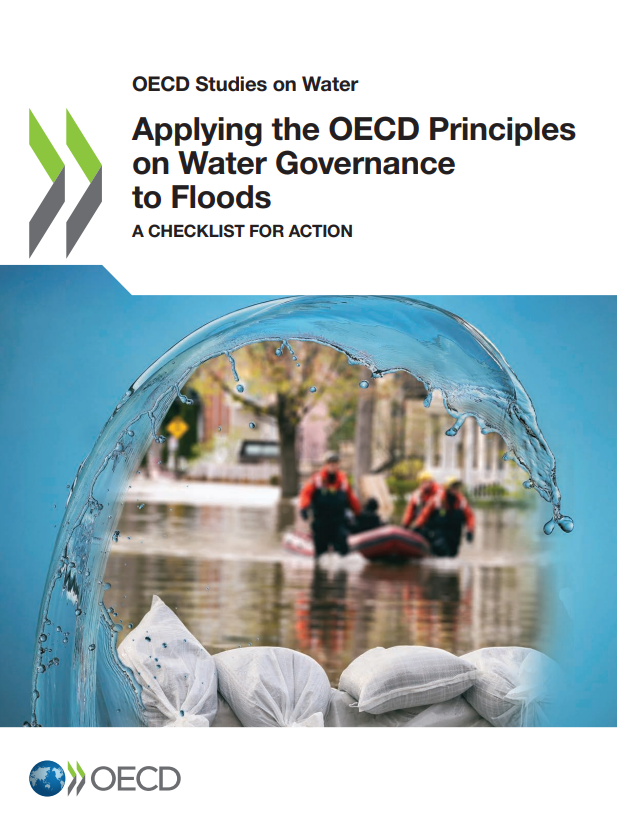 OECD Studies on Water
Applying the OECD Principles
on Water Governance
to Floods
A CHECKLIST FOR ACTION
OECD